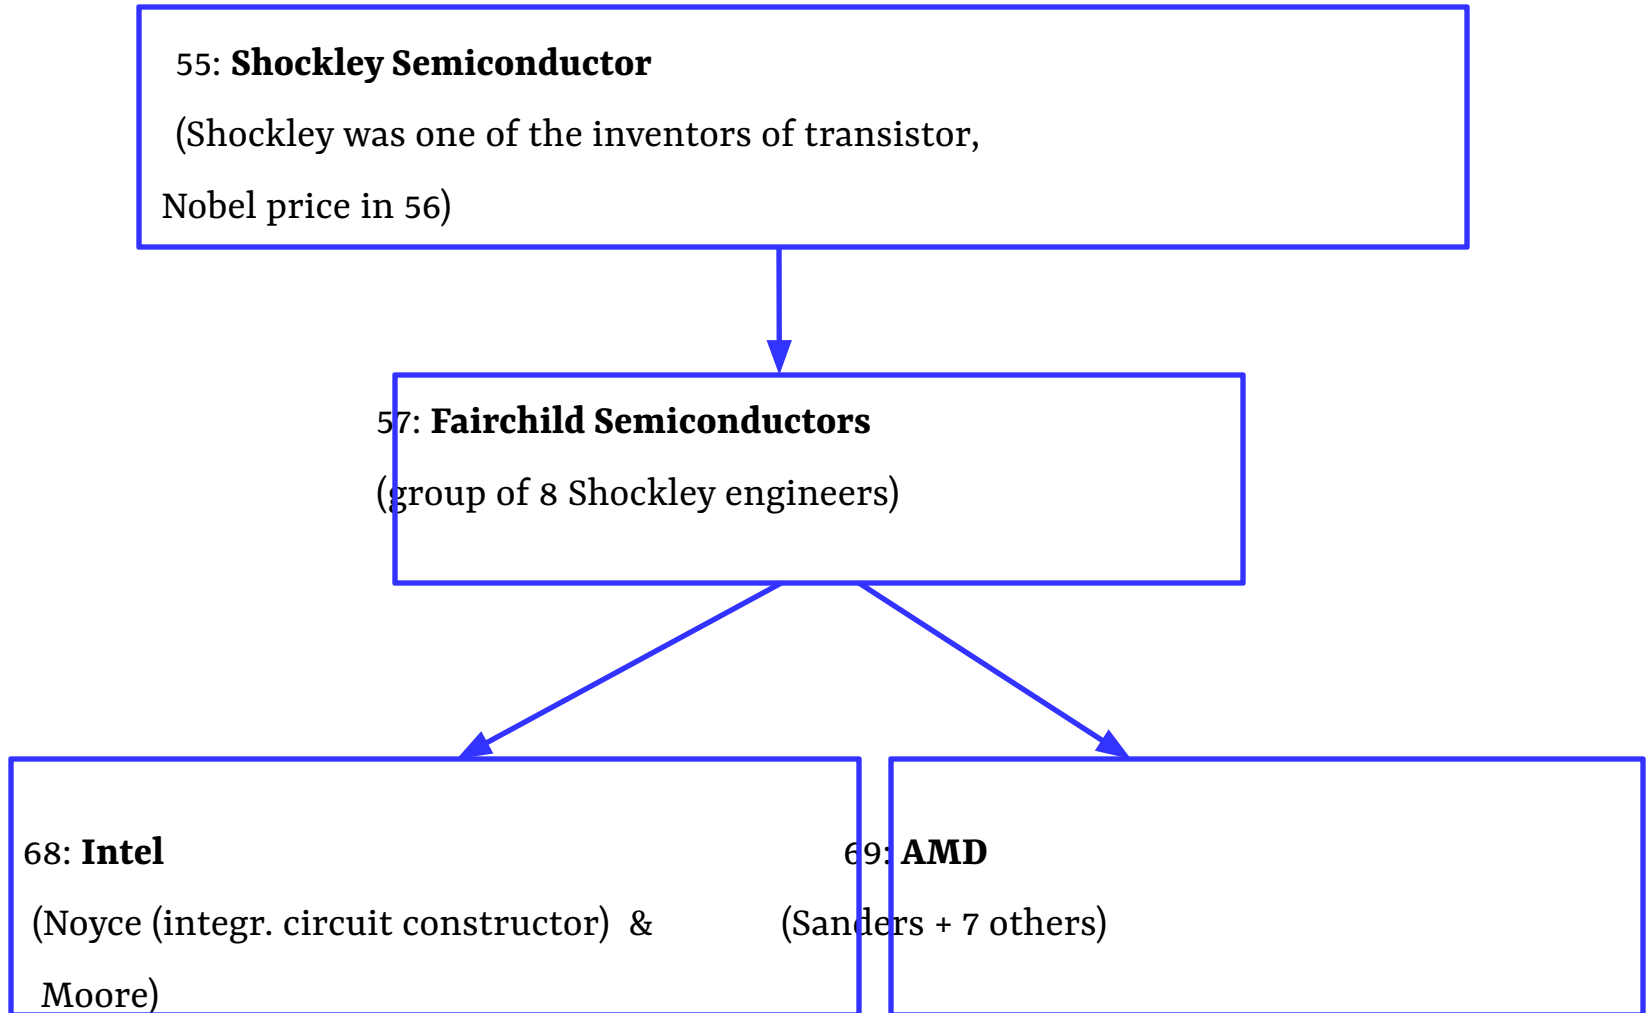 55: Shockley Semiconductor
(Shockley was one of the inventors of transistor,
Nobel price in 56)
57: Fairchild Semiconductors
(group of 8 Shockley engineers)
68: Intel
(Noyce (integr. circuit constructor) &
Moore)
69: AMD
(Sanders + 7 others)